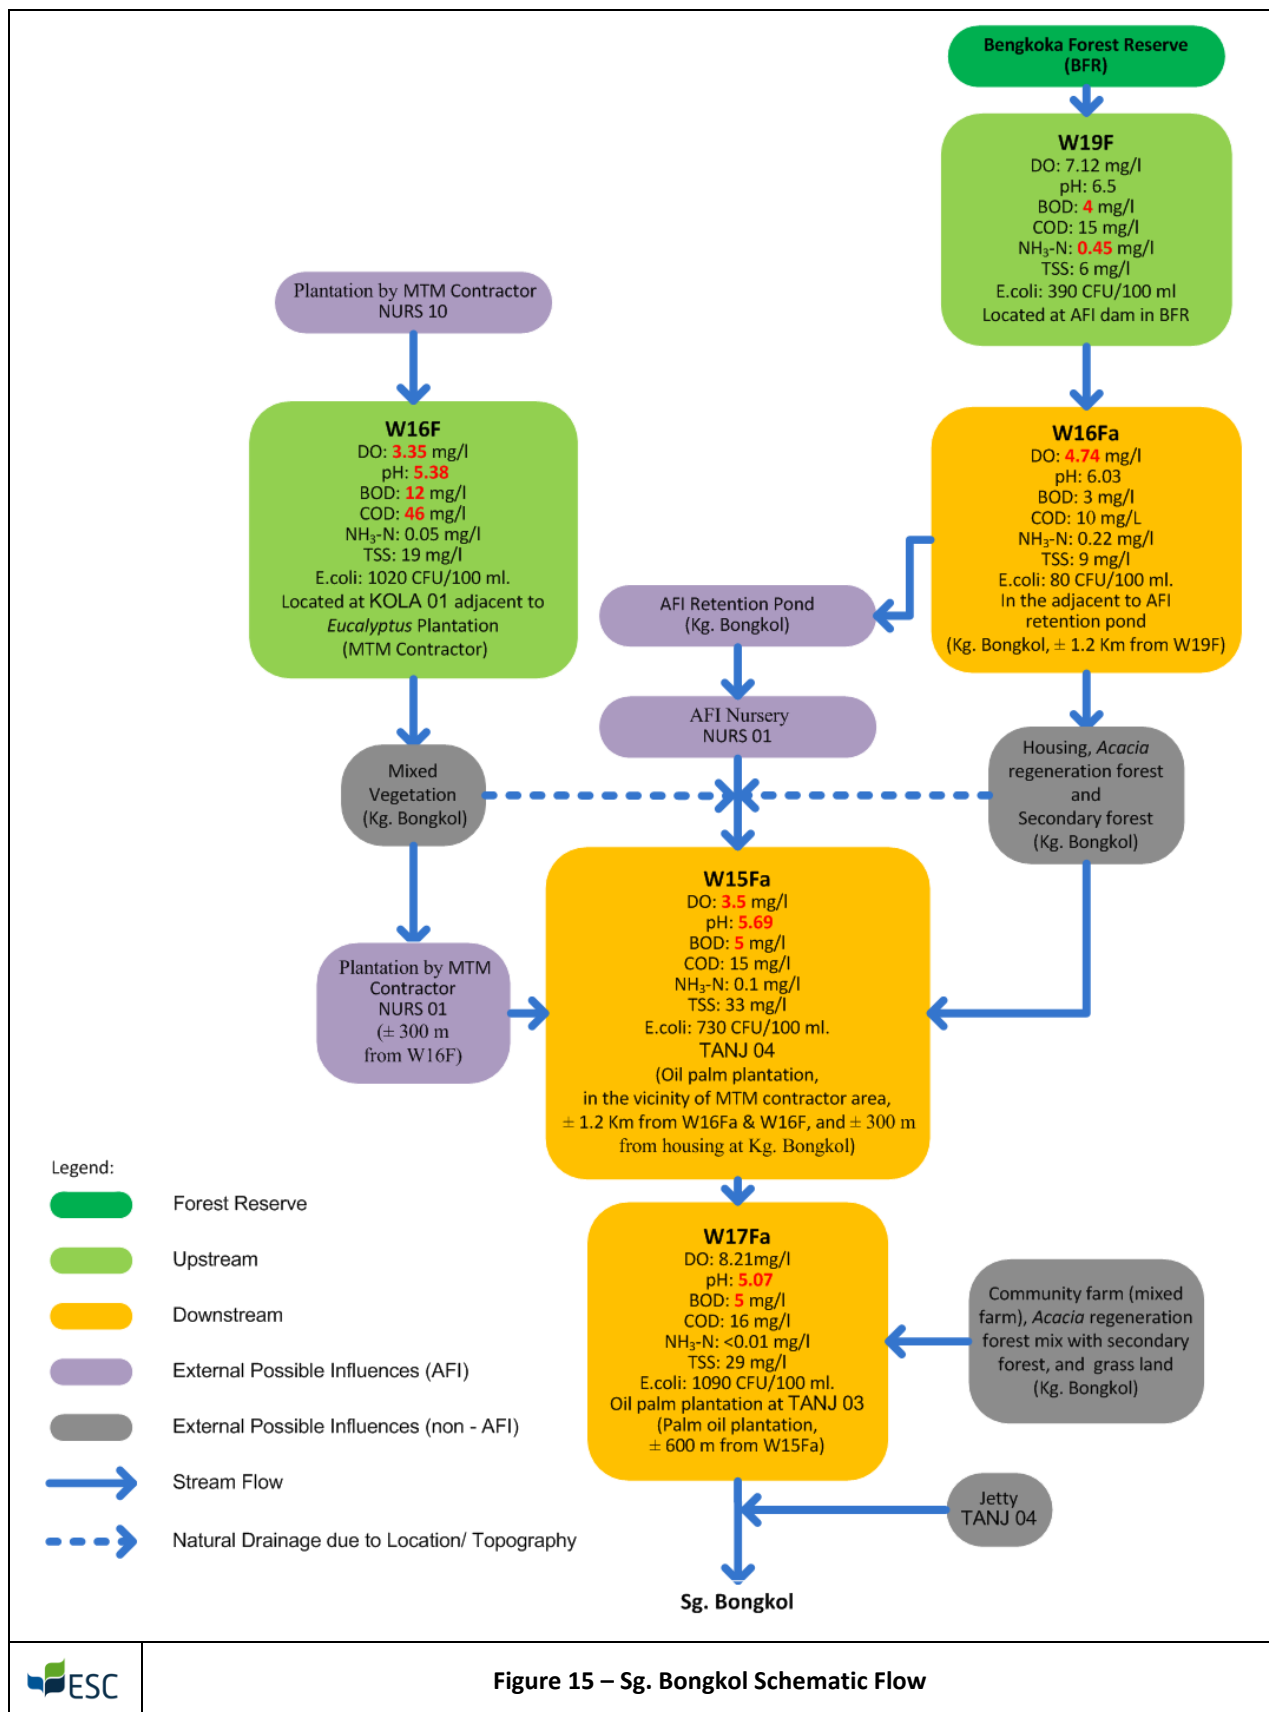 Bengkoka Forest Reserve
(BFR)
W19F
DO: 7.12 mg/l
pH: 6.5
BOD: 4 mg/l
COD: 15 mg/l
NH₃-N: 0.45 mg/l
TSS: 6 mg/l
E.coli: 390 CFU/100 ml
Located at AFI dam in BFR
Plantation by MTM Contractor
NURS 10
W16F
DO: 3.35 mg/l
pH: 5.38
BOD: 12 mg/l
COD: 46 mg/l
NH₃-N: 0.05 mg/l
TSS: 19 mg/l
E.coli: 1020 CFU/100 ml.
Located at KOLA 01 adjacent to
Eucalyptus Plantation
(MTM Contractor)
W16Fa
DO: 4.74 mg/l
pH: 6.03
BOD: 3 mg/l
COD: 10 mg/L
NH₃-N: 0.22 mg/l
TSS: 9 mg/l
E.coli: 80 CFU/100 ml.
In the adjacent to AFI
retention pond
(Kg. Bongkol, ± 1.2 Km from W19F)
AFI Retention Pond
(Kg. Bongkol)
AFI Nursery
NURS 01
Mixed
Vegetation
(Kg. Bongkol)
Housing, Acacia
regeneration forest
and
Secondary forest
(Kg. Bongkol)
Plantation by MTM
Contractor
NURS 01
(± 300 m
from W16F)
W15Fa
DO: 3.5 mg/l
pH: 5.69
BOD: 5 mg/l
COD: 15 mg/l
NH₃-N: 0.1 mg/l
TSS: 33 mg/l
E.coli: 730 CFU/100 ml.
TANJ 04
(Oil palm plantation,
in the vicinity of MTM contractor area,
± 1.2 Km from W16Fa & W16F, and ± 300 m
from housing at Kg. Bongkol)
W17Fa
DO: 8.21mg/l
pH: 5.07
BOD: 5 mg/l
COD: 16 mg/l
NH₃-N: <0.01 mg/l
TSS: 29 mg/l
E.coli: 1090 CFU/100 ml.
Oil palm plantation at TANJ 03
(Palm oil plantation,
± 600 m from W15Fa)
Community farm (mixed
farm), Acacia regeneration
forest mix with secondary
forest, and grass land
(Kg. Bongkol)
Jetty
TANJ 04
Sg. Bongkol
Legend:
Forest Reserve
Upstream
Downstream
External Possible Influences (AFI)
External Possible Influences (non - AFI)
Stream Flow
Natural Drainage due to Location/ Topography
ESC
Figure 15 – Sg. Bongkol Schematic Flow